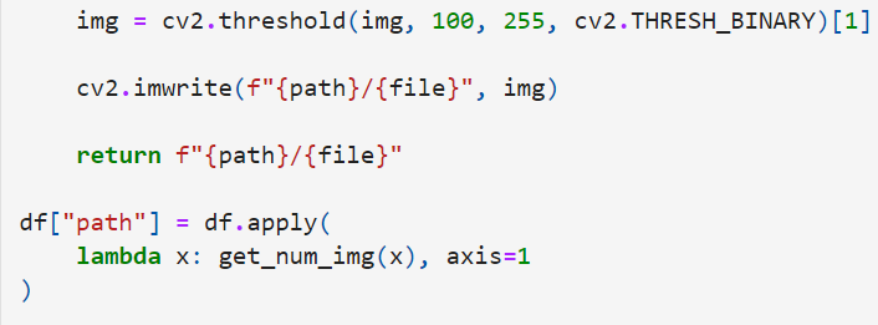 img = cv2.threshold(img, 100, 255, cv2.THRESH_BINARY)[1]
cv2.imwrite(f"{path}/{file}", img)
return f"{path}/{file}"
df["path"] = df.apply(
lambda x: get_num_img(x), axis=1
)